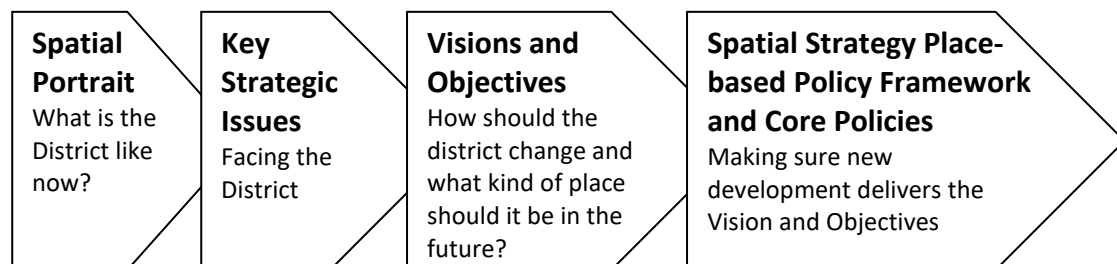 Spatial
Portrait
What is the
District like
now?
Key
Strategic
Issues
Facing the
District
Visions and
Objectives
How should the
district change and
what kind of place
should it be in the
future?
Spatial Strategy Place-
based Policy Framework
and Core Policies
Making sure new
development delivers the
Vision and Objectives